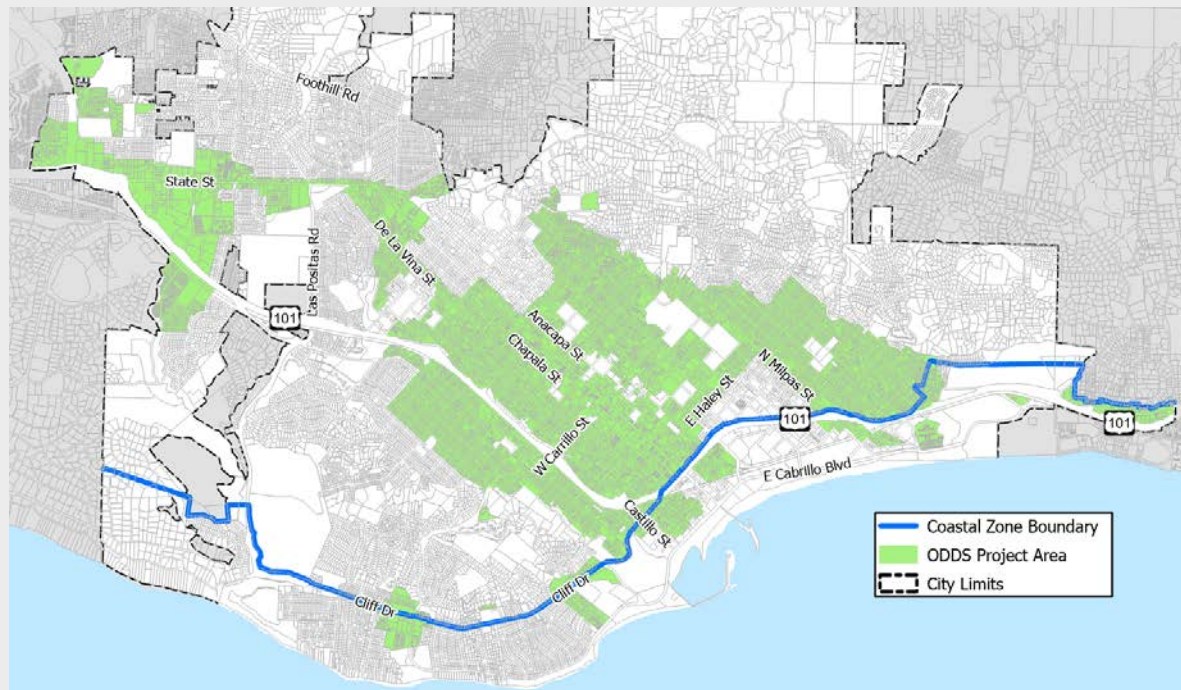 Foothill Rd
State St
Las Positas Rd
De La Vina St
101
Anacapa St
Chapala St
N Milpas St
E Haley St
101
101
W Carrillo St
E Cabrillo Blvd
Castillo St
Cliff Dr
Cliff Dr
Coastal Zone Boundary
ODDS Project Area
City Limits